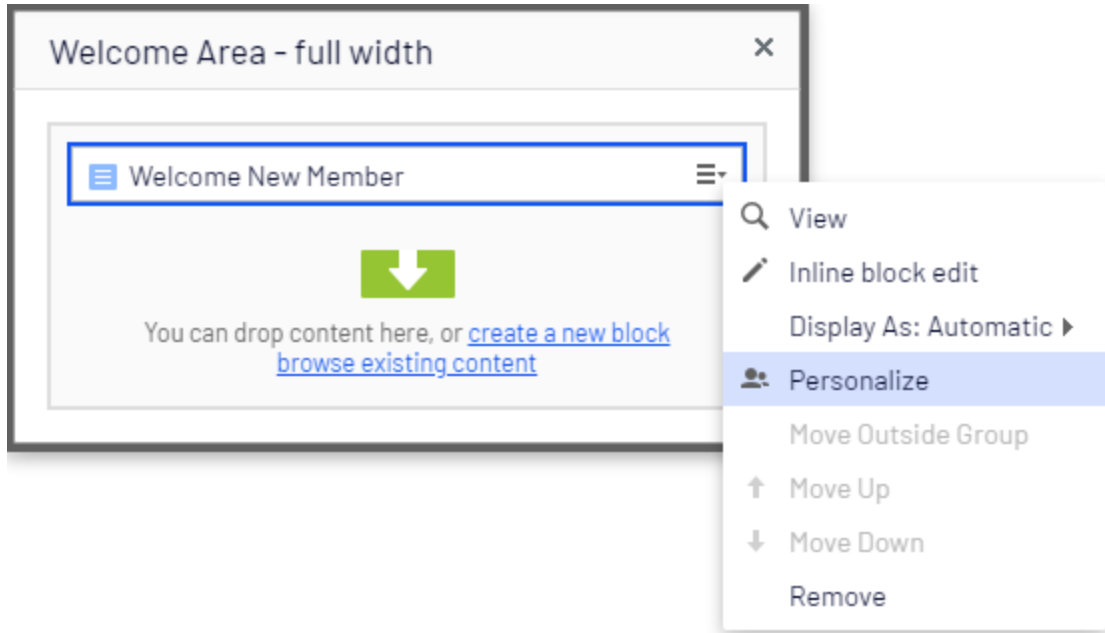 Welcome Area - full width
Welcome New Member
You can drop content here, or create a new block
browse existing content
View
Inline block edit
Display As: Automatic
Personalize
Move Outside Group
Move Up
Move Down
Remove